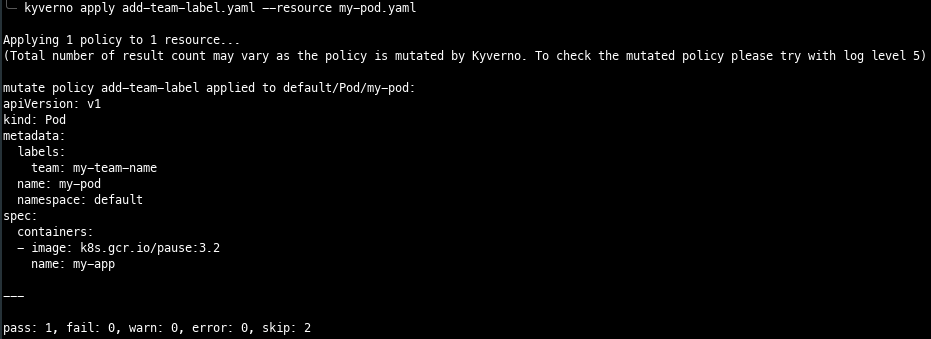 ╰─ kyverno apply add-team-label.yaml --resource my-pod.yaml
Applying 1 policy to 1 resource...
(Total number of result count may vary as the policy is mutated by Kyverno. To check the mutated policy please try with log level 5)
mutate policy add-team-label applied to default/Pod/my-pod:
apiVersion: v1
kind: Pod
metadata:
  labels:
    team: my-team-name
  name: my-pod
  namespace: default
spec:
  containers:
  - image: k8s.gcr.io/pause:3.2
    name: my-app
---
pass: 1, fail: 0, warn: 0, error: 0, skip: 2